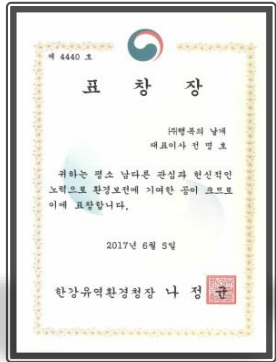 제 4440 호
표 창 장
㈜행복의 날개
대표이사 전 명 호
귀하는 평소 남다른 관심과 헌신적인
노력으로 환경보전에 기여한 공이 크므로
이에 표창합니다.
2017년 6월 5일
한강유역환경청장 나 정 균